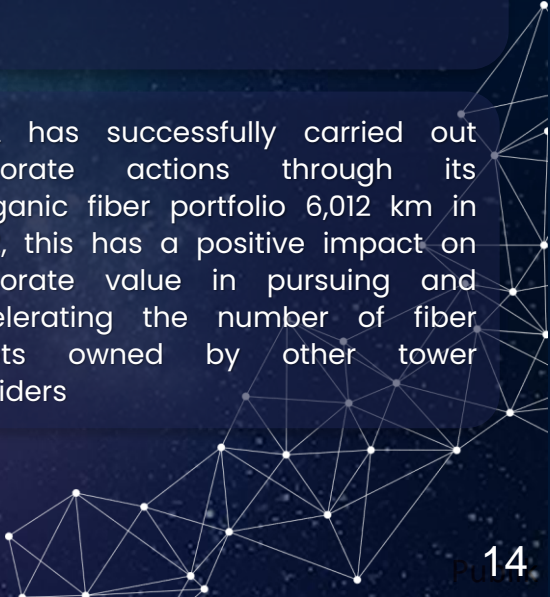 has successfully carried out
orate actions through its
ganic fiber portfolio 6,012 km in
, this has a positive impact on
orate value in pursuing and
elerating the number of fiber
ts owned by other tower
iders
14